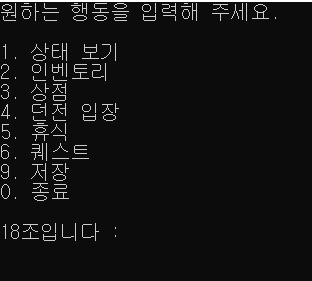 원하는 행동을 입력해 주세요.
1. 상태 보기
2. 인벤토리
3. 상점
4. 던전 입장
5. 휴식
6. 퀘스트
9. 저장
0. 종료
18조입니다 :